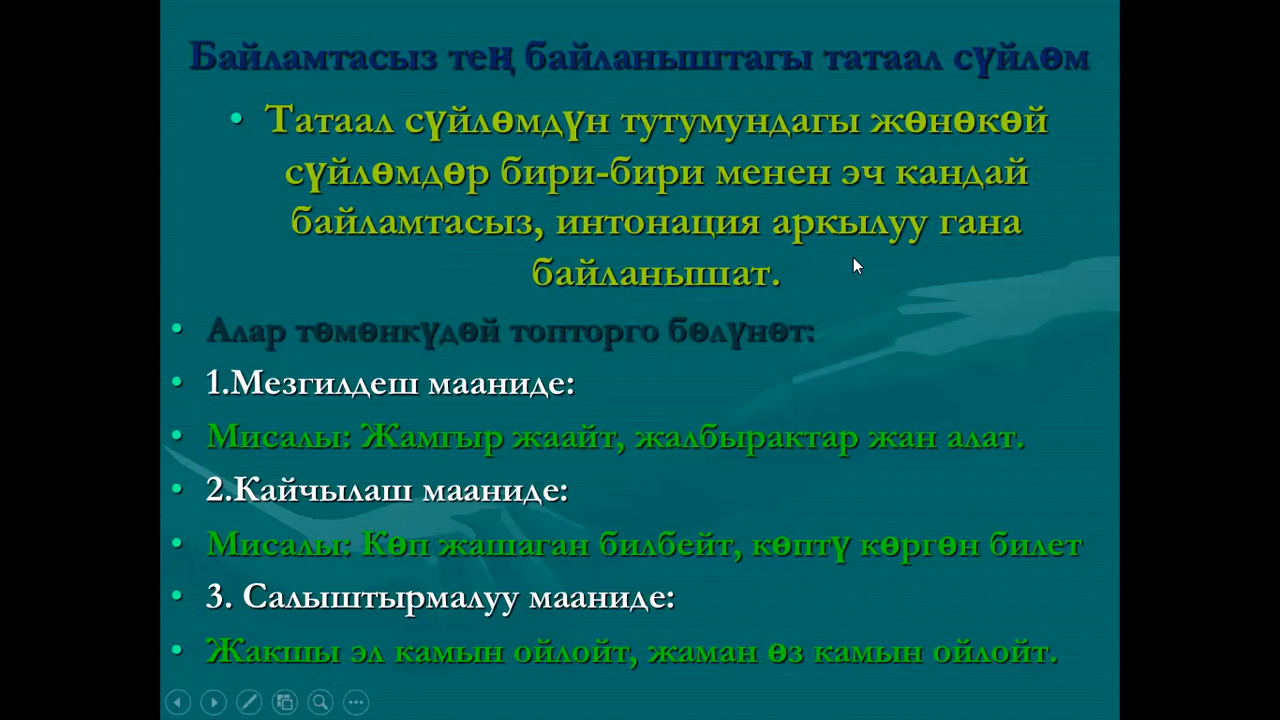 Байламтасыз тең байланыштагы татаал сүйлөм
• Татаал сүйлөмдүн тутумундагы жөнөкөй
сүйлөмдөр бири-бири менен эч кандай
байламтасыз, интонация аркылуу гана
байланышат.
• Алар төмөнкүдөй топторго бөлүнөт:
• 1.Мезгилдеш мааниде:
• Мисалы: Жамгыр жаайт, жалбырактар жан алат.
• 2.Кайчылаш мааниде:
• Мисалы: Көп жашаган билбейт, көптү көргөн билет
• 3. Салыштырмалуу мааниде:
• Жакшы эл камын ойлойт, жаман өз камын ойлойт.